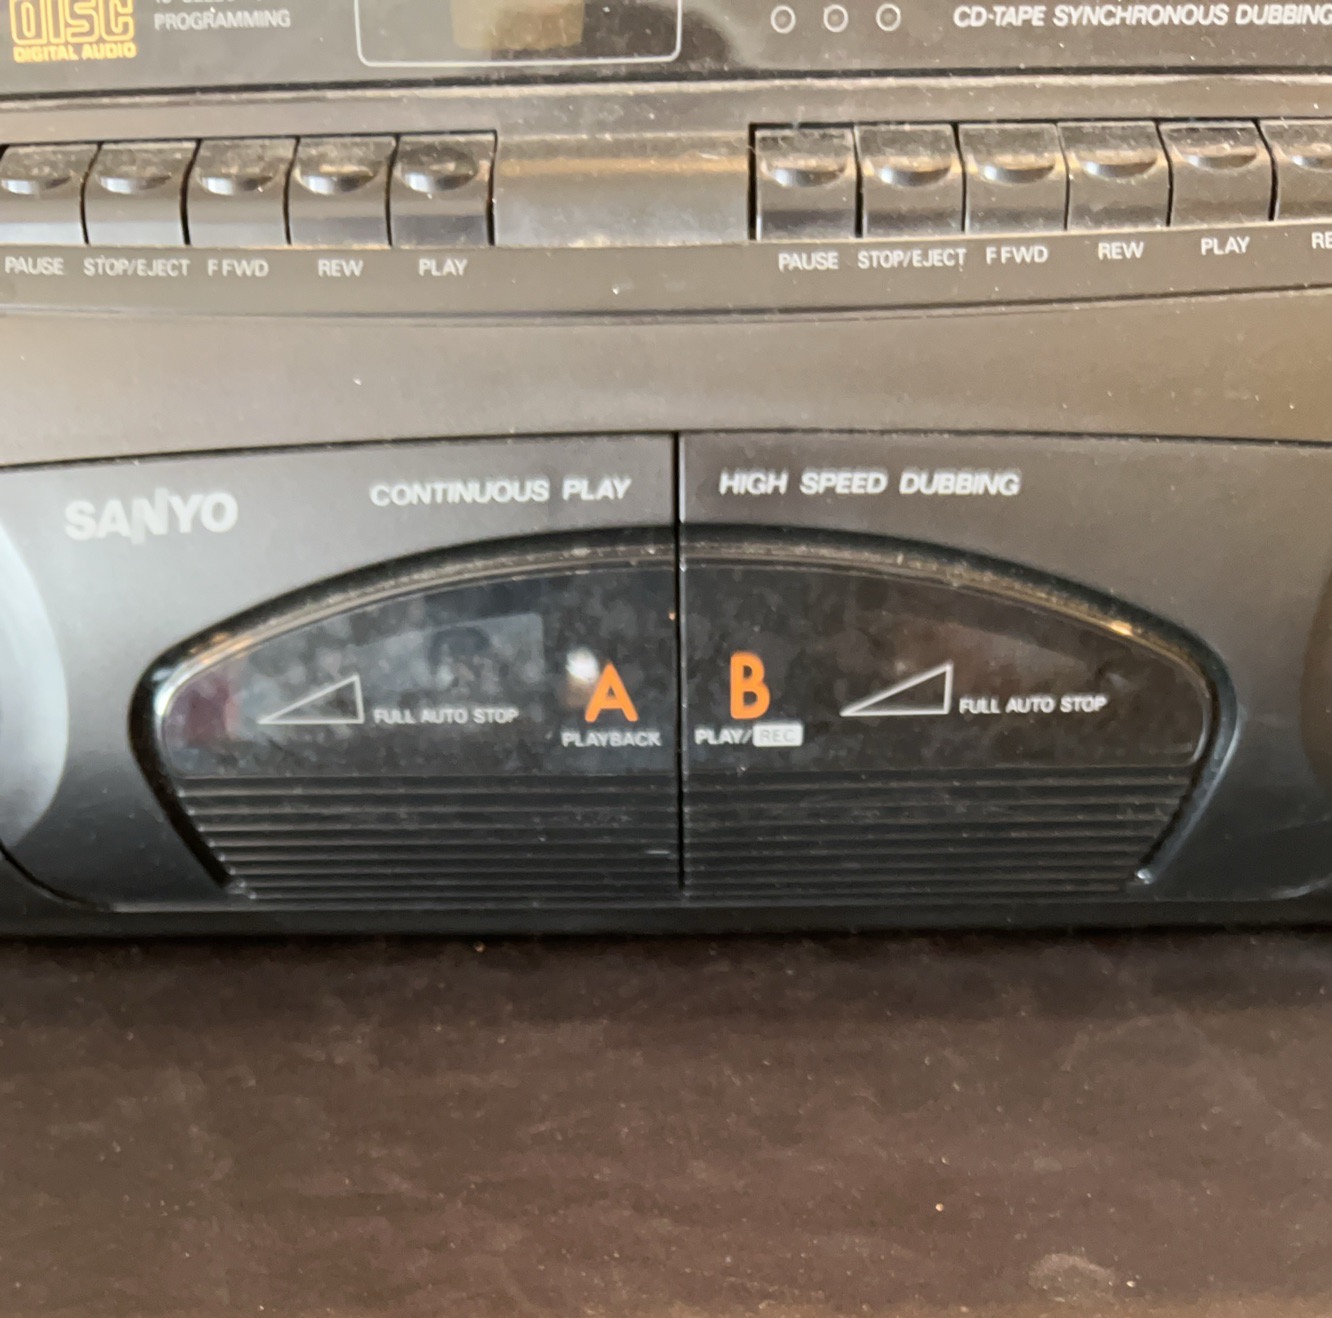 disc
DIGITAL AUDIO
PROGRAMMING
CD-TAPE SYNCHRONOUS DUBBING
PAUSE STOP/EJECT F FWD REW PLAY
PAUSE STOP/EJECT F FWD REW PLAY
SANYO
CONTINUOUS PLAY
HIGH SPEED DUBBING
FULL AUTO STOP
A
PLAYBACK
B
PLAY/REC
FULL AUTO STOP